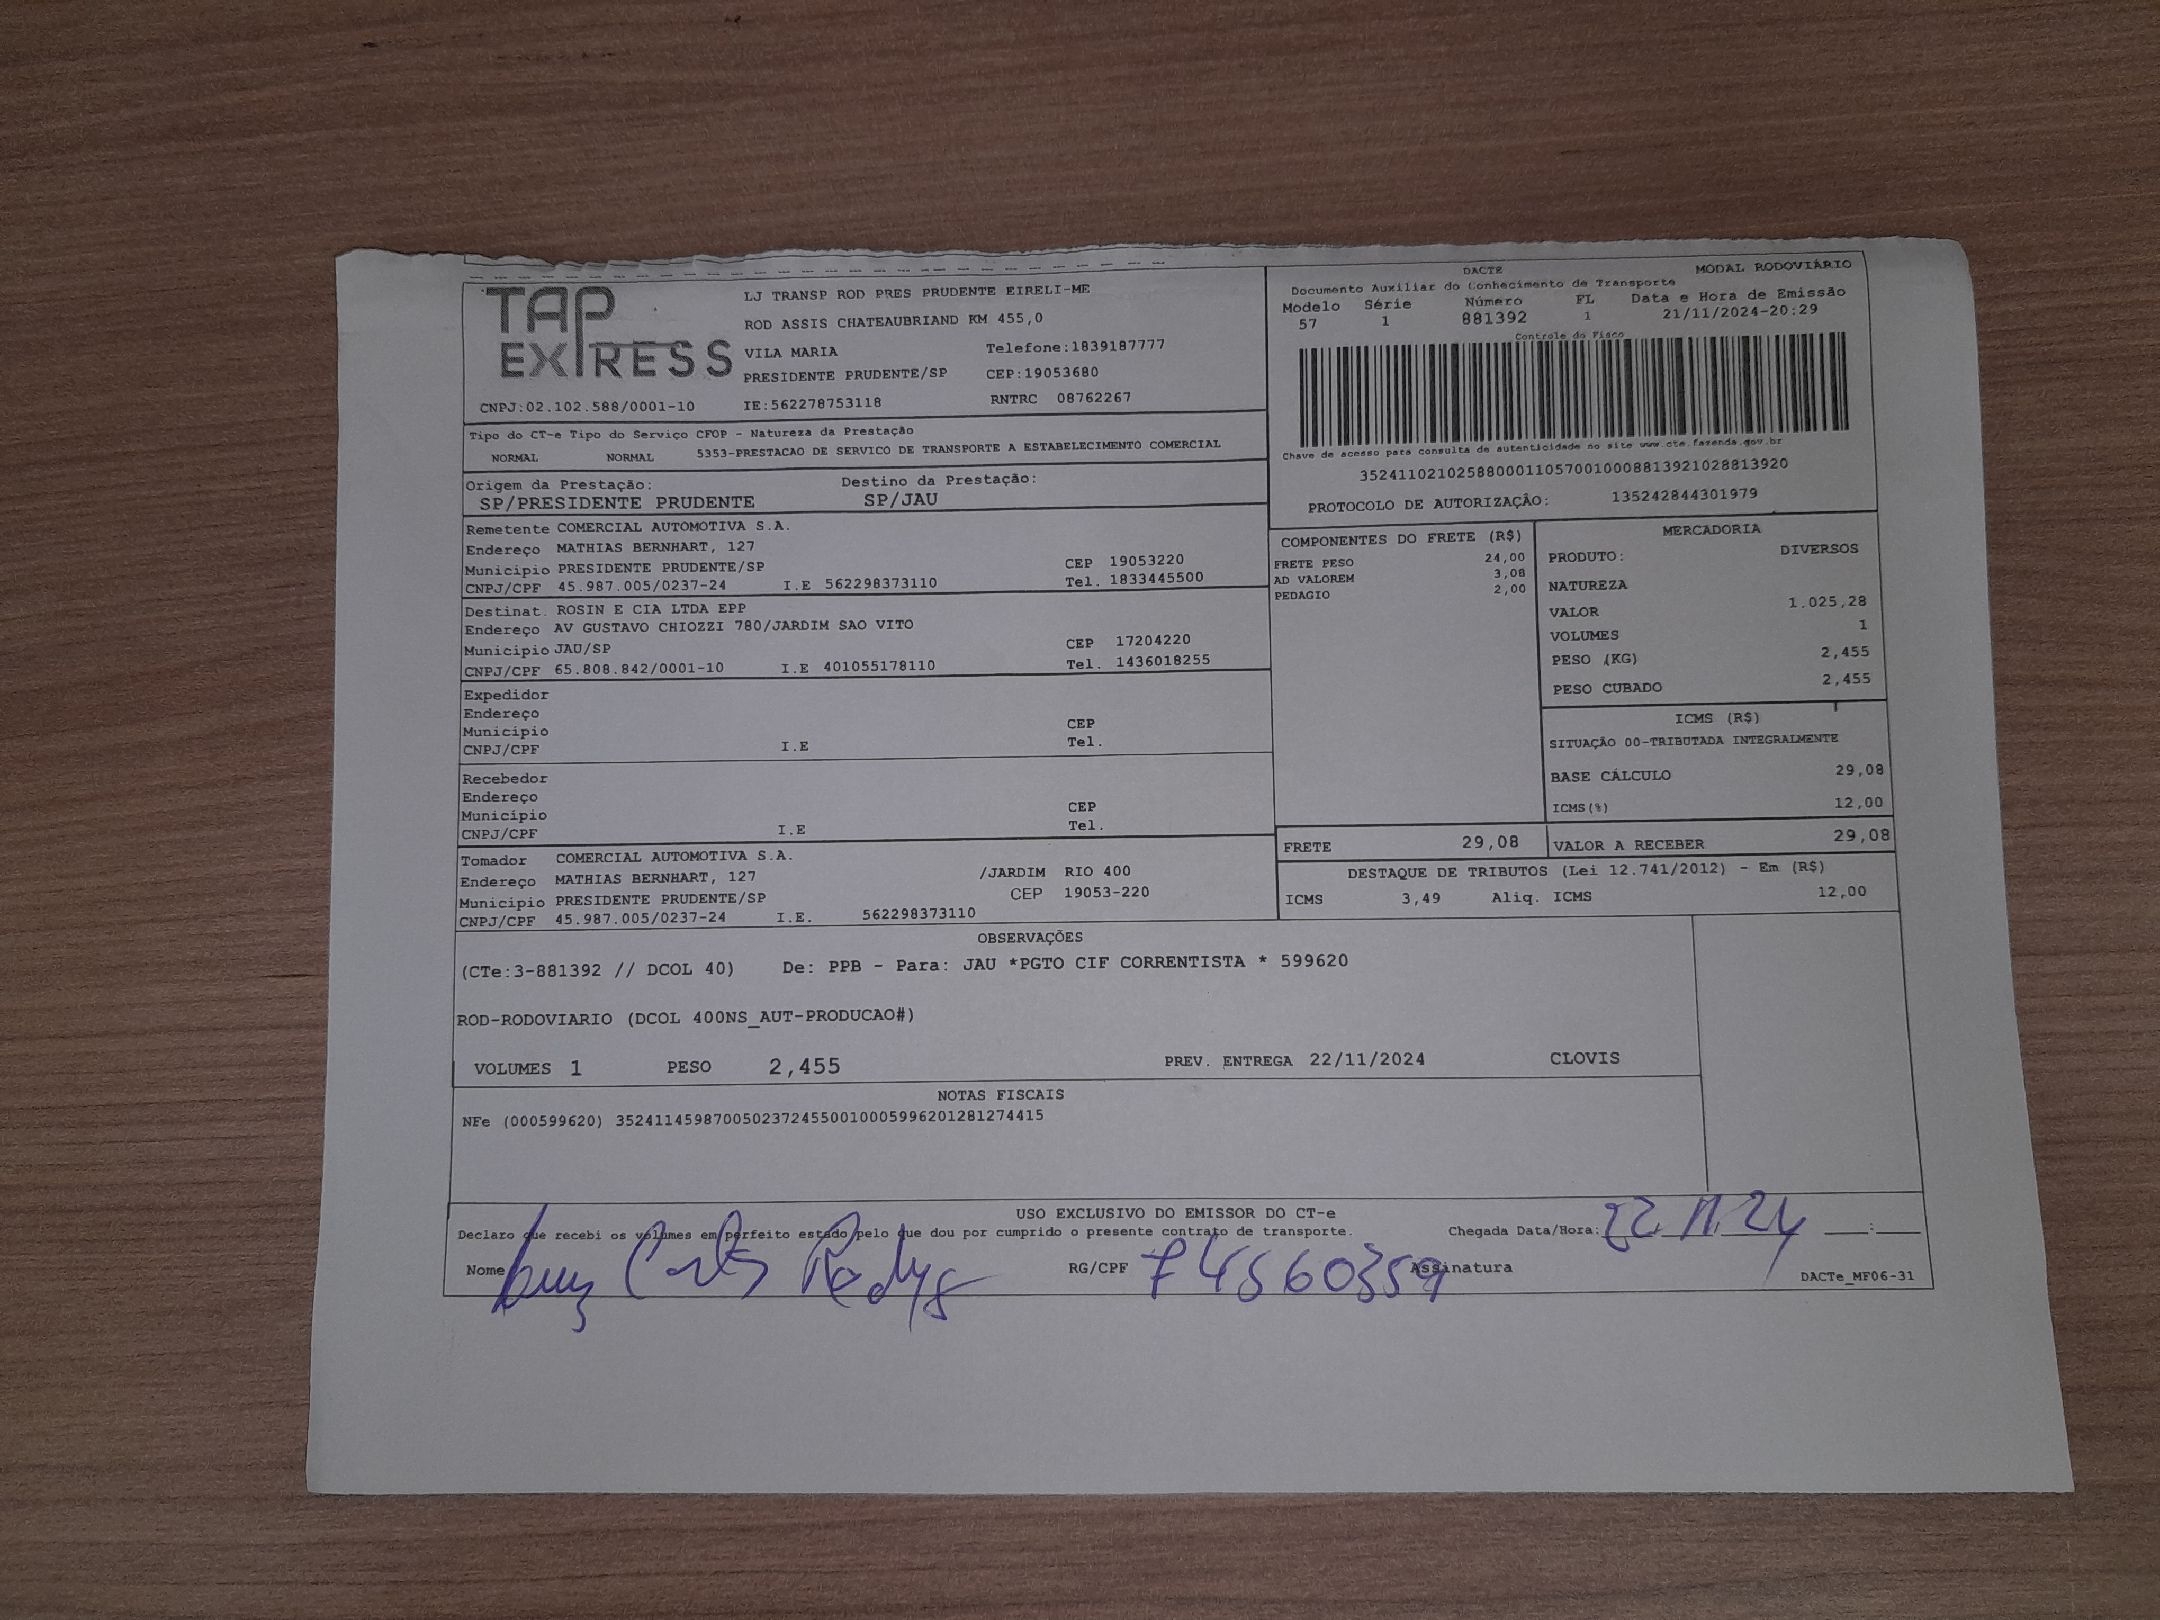 TAP
EXPRESS
CNPJ:02.102.588/0001-10
LJ TRANSP ROD PRES PRUDENTE EIRELI-ME
ROD ASSIS CHATEAUBRIAND KM 455,0
VILA MARIA Telefone:1839187777
PRESIDENTE PRUDENTE/SP CEP:19053680
IE:562278753118 RNTRC 08762267
DACTE MODAL RODOVIÁRIO
Documento Auxiliar do Conhecimento de Transporte
Modelo Série Número FL Data e Hora de Emissão
57 1 881392 1 21/11/2024-20:29
Controle do Fisco
Chave de acesso para consulta de autenticidade no site www.cte.fazenda.gov.br
35241102102588000110570010008813921028813920
PROTOCOLO DE AUTORIZAÇÃO: 135242844301979
Tipo do CT-e Tipo do Serviço CFOP - Natureza da Prestação
NORMAL NORMAL 5353-PRESTACAO DE SERVICO DE TRANSPORTE A ESTABELECIMENTO COMERCIAL
Origem da Prestação: Destino da Prestação:
SP/PRESIDENTE PRUDENTE SP/JAU
Remetente COMERCIAL AUTOMOTIVA S.A.
Endereço MATHIAS BERNHART, 127
Município PRESIDENTE PRUDENTE/SP CEP 19053220
CNPJ/CPF 45.987.005/0237-24 I.E 562298373110 Tel. 1833445500
Destinat. ROSIN E CIA LTDA EPP
Endereço AV GUSTAVO CHIOZZI 780/JARDIM SAO VITO
Município JAU/SP CEP 17204220
CNPJ/CPF 65.808.842/0001-10 I.E 401055178110 Tel. 1436018255
Expedidor
Endereço
Município CEP
CNPJ/CPF I.E Tel.
Recebedor
Endereço
Município CEP
CNPJ/CPF I.E Tel.
Tomador COMERCIAL AUTOMOTIVA S.A.
Endereço MATHIAS BERNHART, 127 /JARDIM RIO 400
Município PRESIDENTE PRUDENTE/SP CEP 19053-220
CNPJ/CPF 45.987.005/0237-24 I.E. 562298373110
COMPONENTES DO FRETE (R$)
FRETE PESO 24,00
AD VALOREM 3,08
PEDAGIO 2,00
MERCADORIA
PRODUTO: DIVERSOS
NATUREZA
VALOR 1.025,28
VOLUMES 1
PESO (KG) 2,455
PESO CUBADO 2,455
ICMS (R$)
SITUAÇÃO 00-TRIBUTADA INTEGRALMENTE
BASE CÁLCULO 29,08
ICMS(%) 12,00
FRETE 29,08 VALOR A RECEBER 29,08
DESTAQUE DE TRIBUTOS (Lei 12.741/2012) - Em (R$)
ICMS 3,49 Aliq. ICMS 12,00
OBSERVAÇÕES
(CTe:3-881392 // DCOL 40) De: PPB - Para: JAU *PGTO CIF CORRENTISTA * 599620
ROD-RODOVIARIO (DCOL 400NS_AUT-PRODUCAO#)
VOLUMES 1 PESO 2,455 PREV. ENTREGA 22/11/2024 CLOVIS
NOTAS FISCAIS
NFe (000599620) 35241145987005023724550010005996201281274415
USO EXCLUSIVO DO EMISSOR DO CT-e
Declaro que recebi os volumes em perfeito estado pelo que dou por cumprido o presente contrato de transporte. Chegada Data/Hora: 22.11.24 __:__
Nome Carlos RG/CPF 74560359 Assinatura
DACTe_MF06-31